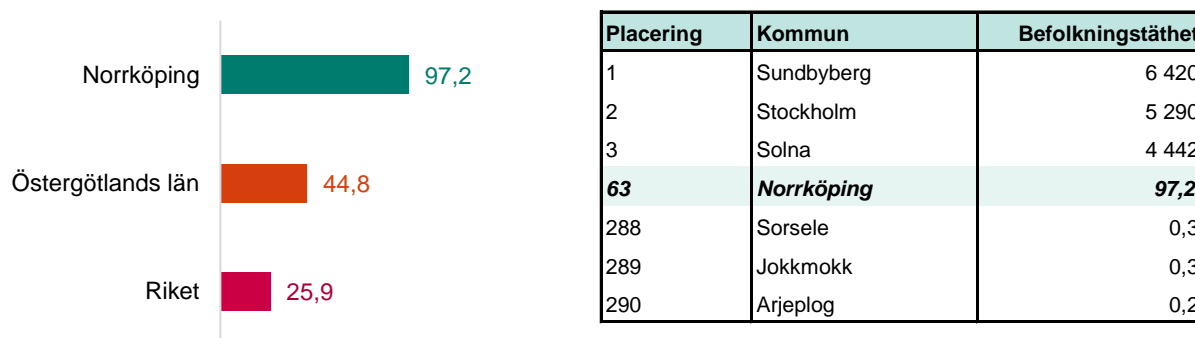 Norrköping 97,2
Östergötlands län 44,8
Riket 25,9
Placering Kommun Befolkningstäthet
1 Sundbyberg 6 420
2 Stockholm 5 290
3 Solna 4 442
63 Norrköping 97,2
288 Sorsele 0,3
289 Jokkmokk 0,3
290 Arjeplog 0,2